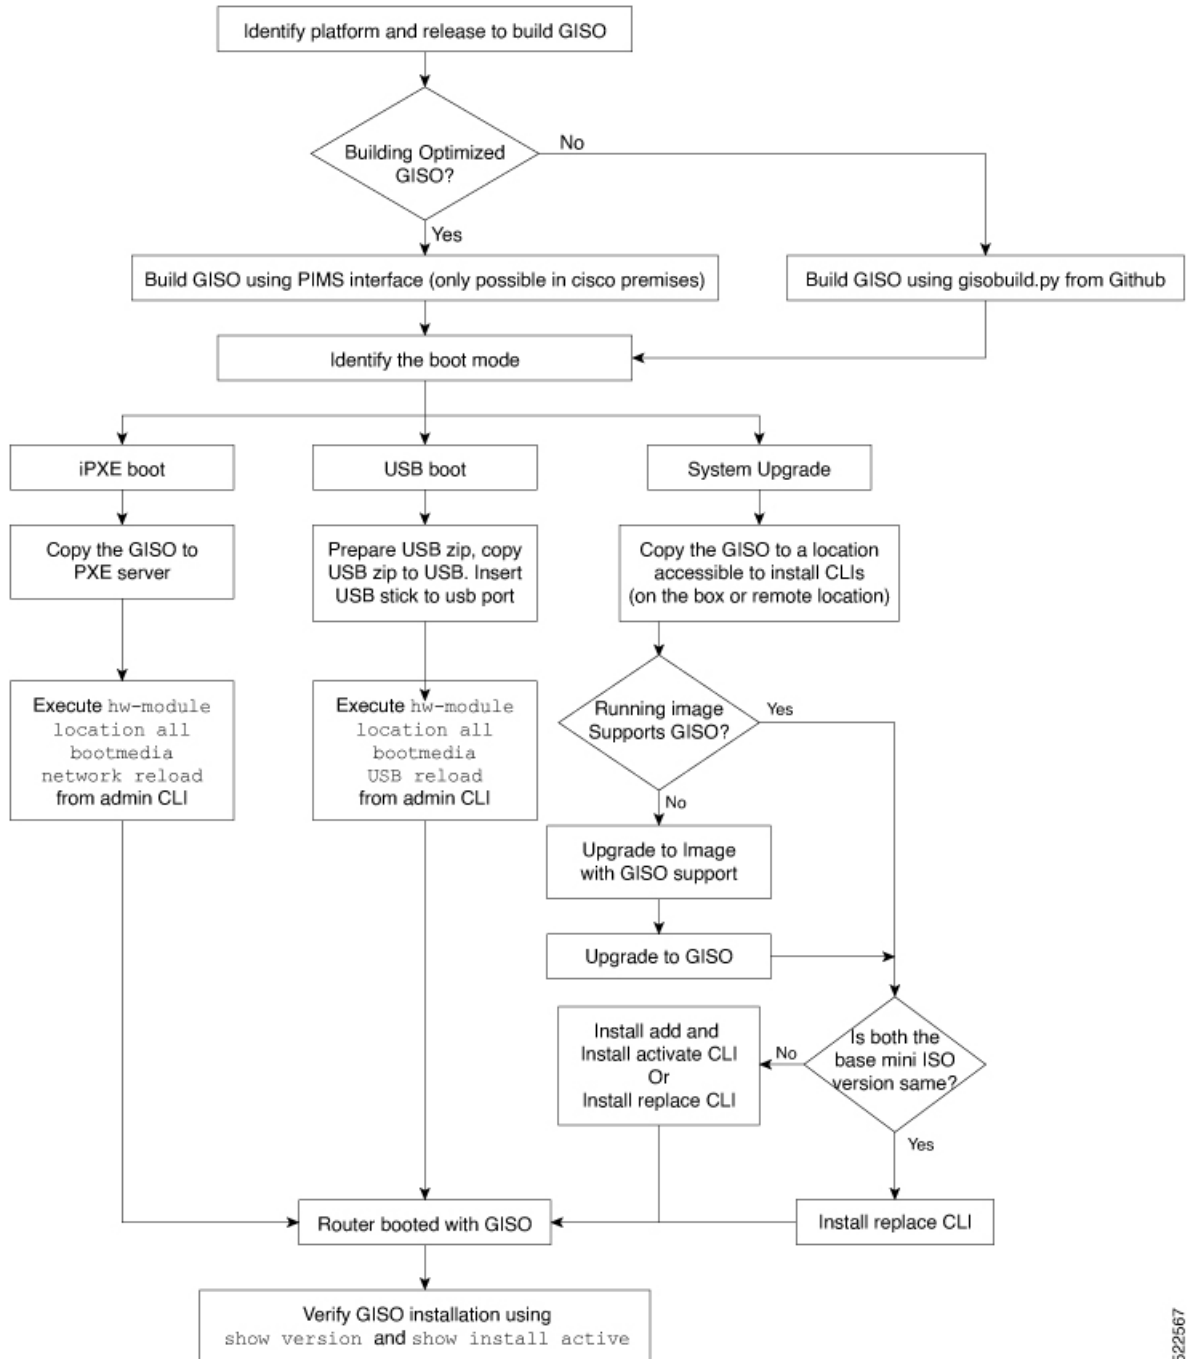 Identify platform and release to build GISO
Building Optimized
GISO?
No
Yes
Build GISO using PIMS interface (only possible in cisco premises)
Build GISO using gisobuild.py from Github
Identify the boot mode
iPXE boot
USB boot
System Upgrade
Copy the GISO to
PXE server
Prepare USB zip, copy
USB zip to USB. Insert
USB stick to usb port
Copy the GISO to a location
accessible to install CLIs
(on the box or remote location)
Execute hw-module
location all
bootmedia
network reload
from admin CLI
Execute hw-module
location all
bootmedia
USB reload
from admin CLI
Running image
Supports GISO?
Yes
No
Upgrade to Image
with GISO support
Upgrade to GISO
Install add and
Install activate CLI
Or
Install replace CLI
No
Is both the
base mini ISO
version same?
Yes
Router booted with GISO
Install replace CLI
Verify GISO installation using
show version and show install active
522567